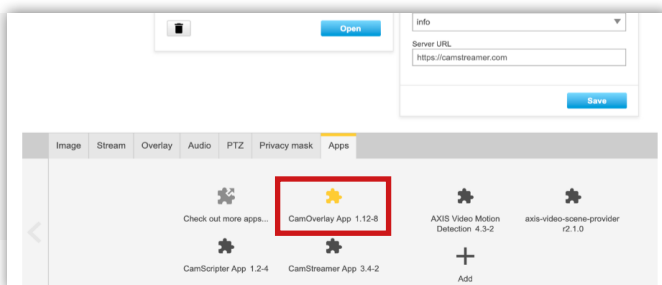 Open
info
Server URL
https://camstreamer.com
Save
Image Stream Overlay Audio PTZ Privacy mask Apps
Check out more apps...
CamOverlay App 1.12-8
AXIS Video Motion
Detection 4.3-2
axis-video-scene-provider
r2.1.0
CamScripter App 1.2-4
CamStreamer App 3.4-2
Add